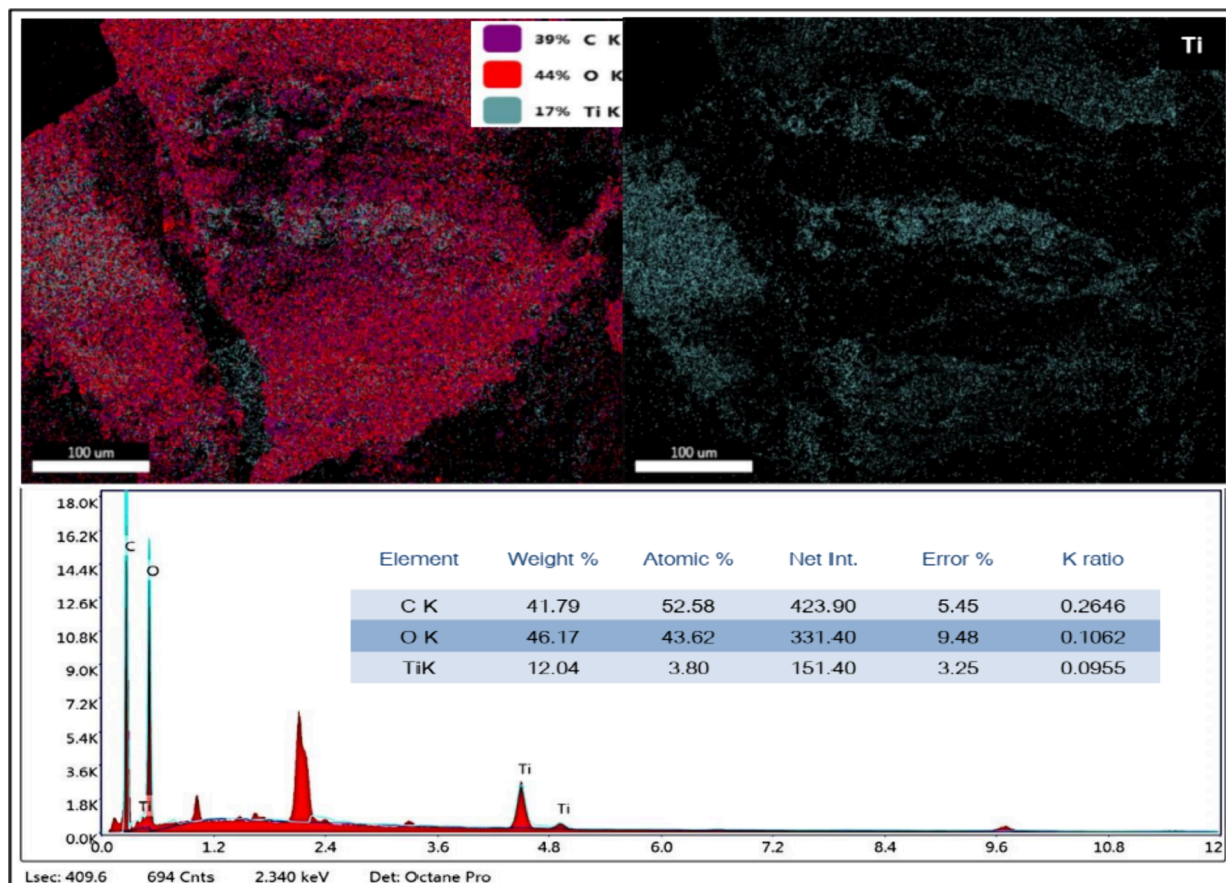 39% C K
44% O K
17% Ti K
Ti
100 um
100 um
18.0K
16.2K
14.4K
12.6K
10.8K
9.0K
7.2K
5.4K
3.6K
1.8K
0.0K
C
O
Ti
Ti
Ti
Element Weight % Atomic % Net Int. Error % K ratio
C K 41.79 52.58 423.90 5.45 0.2646
O K 46.17 43.62 331.40 9.48 0.1062
TiK 12.04 3.80 151.40 3.25 0.0955
0.0 1.2 2.4 3.6 4.8 6.0 7.2 8.4 9.6 10.8 12
Lsec: 409.6 694 Cnts 2.340 keV Det: Octane Pro